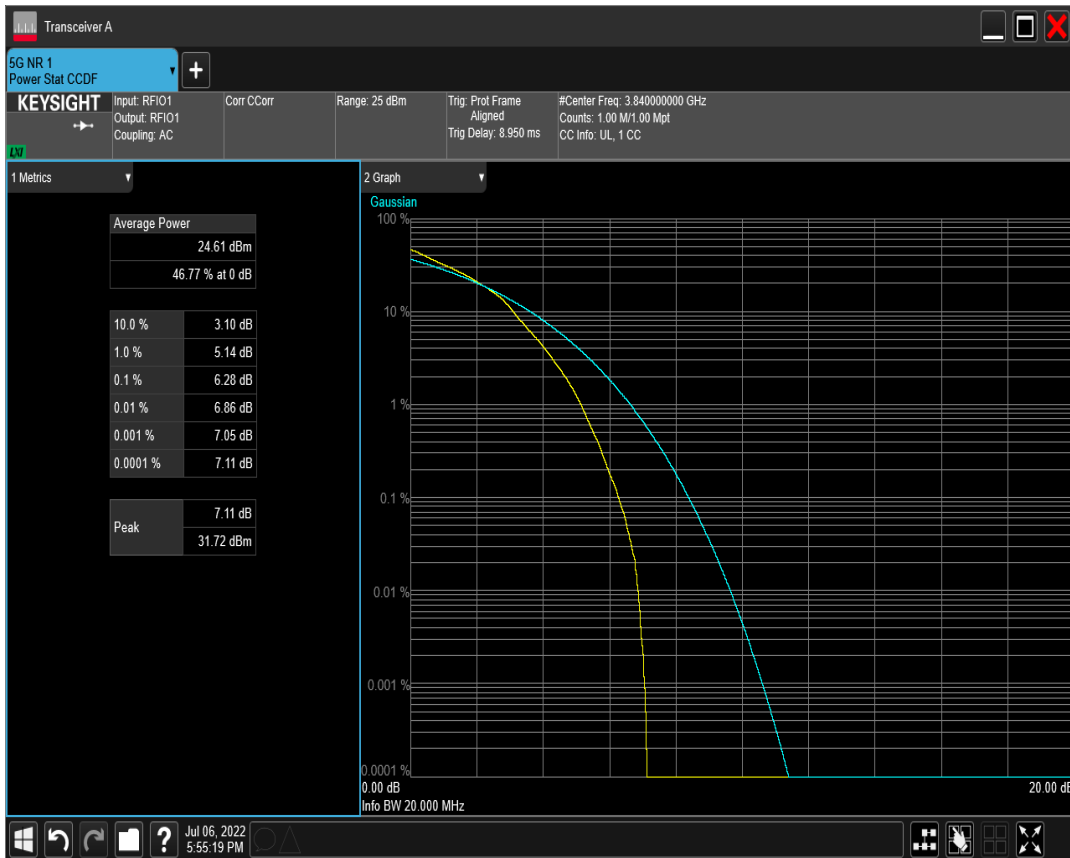 Transceiver A
5G NR 1
Power Stat CCDF
KEYSIGHT
LXI
Input: RFIO1
Output: RFIO1
Coupling: AC
Corr CCorr
Range: 25 dBm
Trig: Prot Frame
Aligned
Trig Delay: 8.950 ms
#Center Freq: 3.840000000 GHz
Counts: 1.00 M/1.00 Mpt
CC Info: UL, 1 CC
1 Metrics
Average Power
24.61 dBm
46.77 % at 0 dB
10.0 % 3.10 dB
1.0 % 5.14 dB
0.1 % 6.28 dB
0.01 % 6.86 dB
0.001 % 7.05 dB
0.0001 % 7.11 dB
Peak
7.11 dB
31.72 dBm
2 Graph
Gaussian
100 %
10 %
1 %
0.1 %
0.01 %
0.001 %
0.0001 %
0.00 dB
20.00 dB
Info BW 20.000 MHz
?
Jul 06, 2022
5:55:19 PM